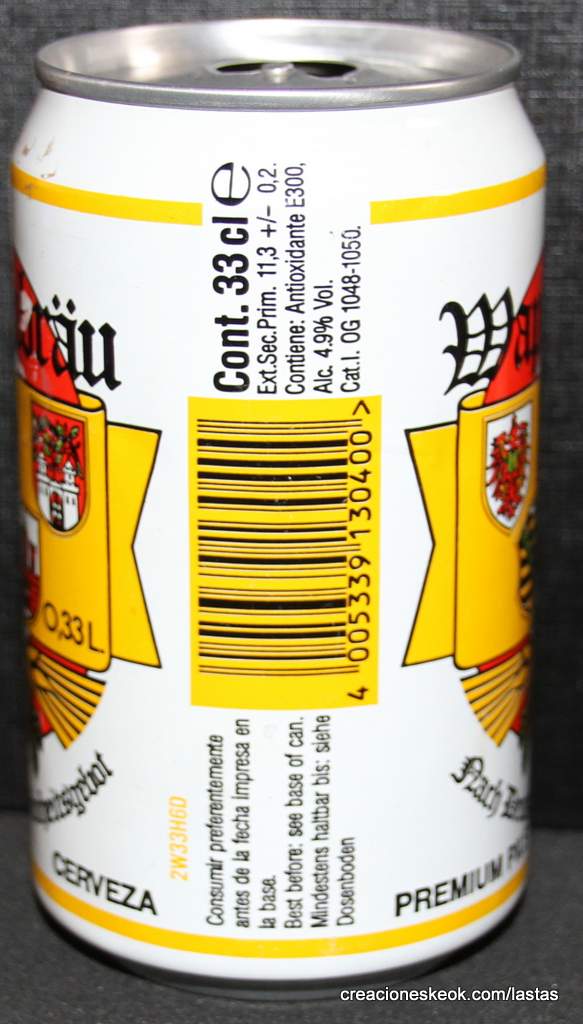 Cont. 33 cl e
Ext.Sec.Prim. 11,3 +/- 0,2.
Contiene: Antioxidante E300,
Alc. 4.9% Vol.
Cat.I. OG 1048-1050.
4 005339 130400 >
Consumir preferentemente
antes de la fecha impresa en
la base.
Best before: see base of can.
Mindestens haltbar bis: siehe
Dosenboden
2W33H6D
0,33 L
CERVEZA
Nach
PREMIUM
creacioneskeok.com/lastas